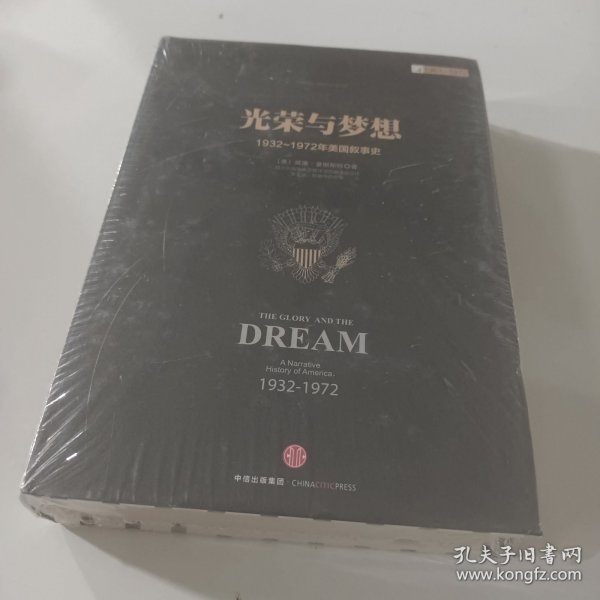 光荣与梦想
1932~1972年美国叙事史
THE GLORY AND THE
DREAM
A Narrative
History of America,
1932-1972
中信出版集团·CHINACITICPRESS
孔夫子旧书网
www.kongfz.com